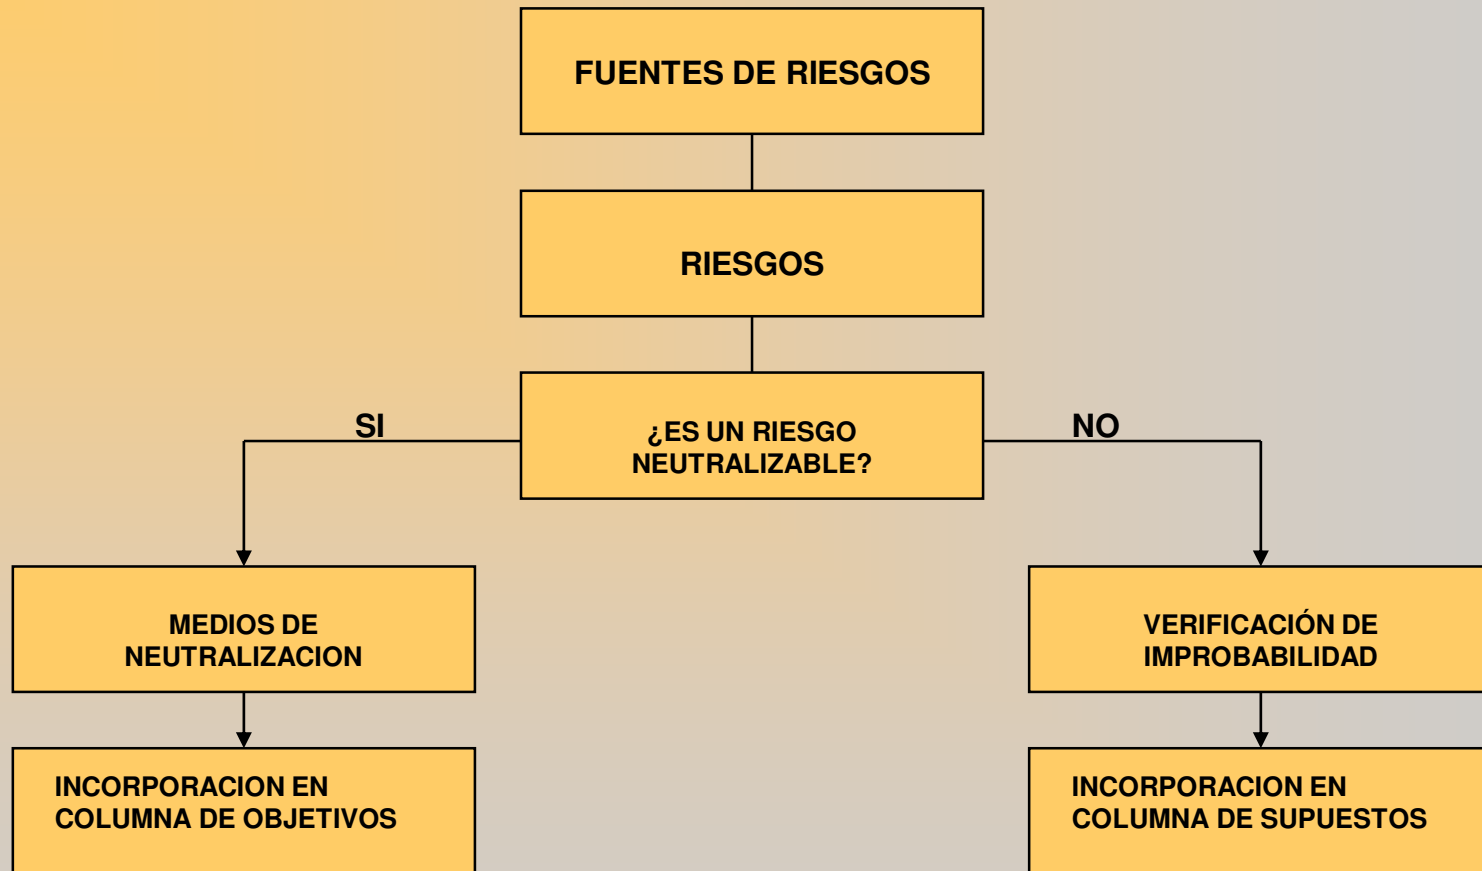 FUENTES DE RIESGOS
RIESGOS
SI
¿ES UN RIESGO
NEUTRALIZABLE?
NO
MEDIOS DE
NEUTRALIZACION
VERIFICACIÓN DE
IMPROBABILIDAD
INCORPORACION EN
COLUMNA DE OBJETIVOS
INCORPORACION EN
COLUMNA DE SUPUESTOS